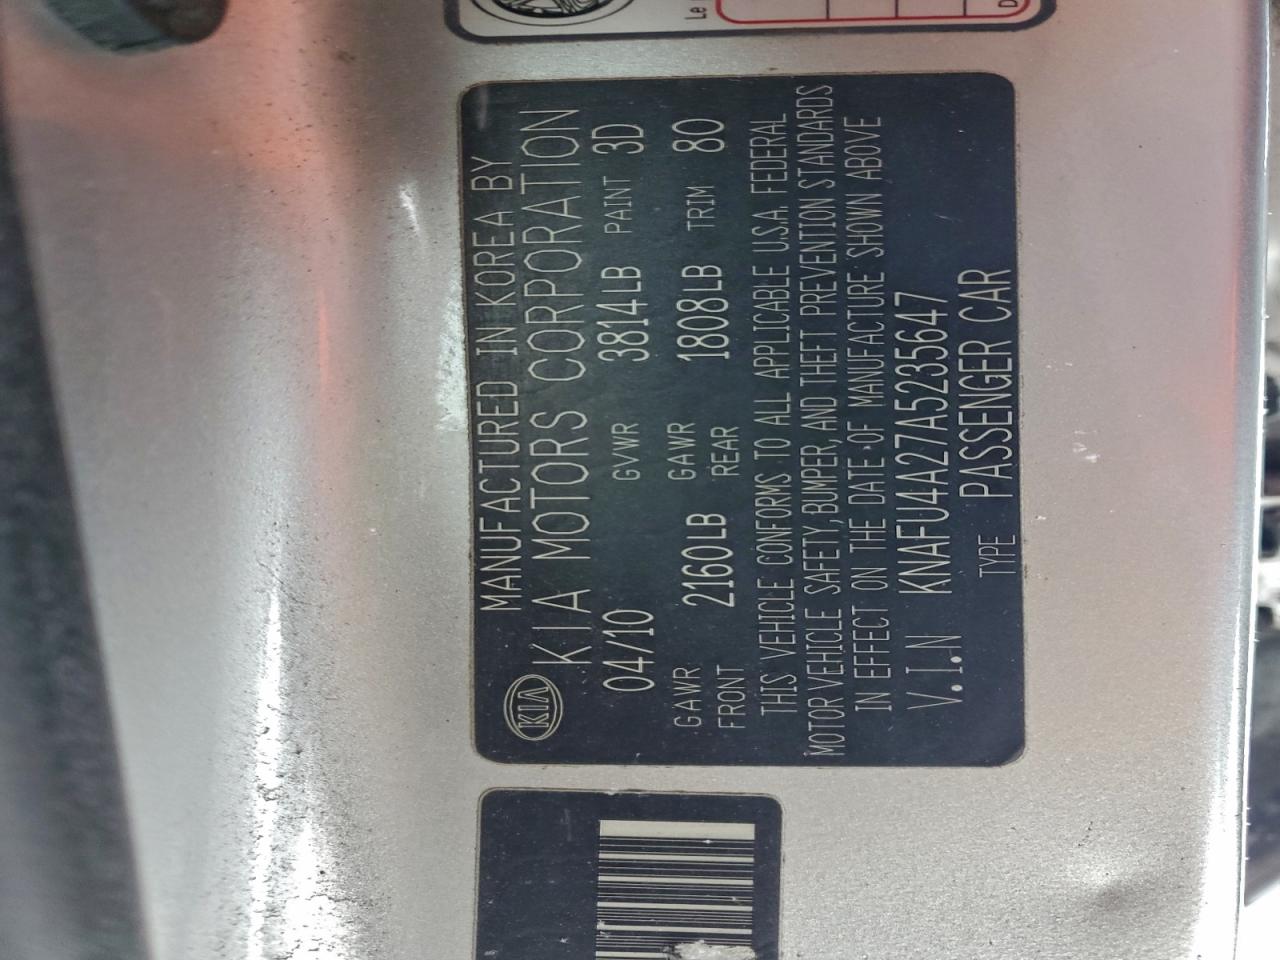 MANUFACTURED IN KOREA BY
KIA
KIA MOTORS CORPORATION
04/10 GVWR 3814LB PAINT 3D
GAWR FRONT 2160LB GAWR REAR 1808LB TRIM 80
THIS VEHICLE CONFORMS TO ALL APPLICABLE U.S.A. FEDERAL
MOTOR VEHICLE SAFETY, BUMPER, AND THEFT PREVENTION STANDARDS
IN EFFECT ON THE DATE OF MANUFACTURE SHOWN ABOVE
V.I.N KNAFU4A27A5235647
TYPE PASSENGER CAR
Le